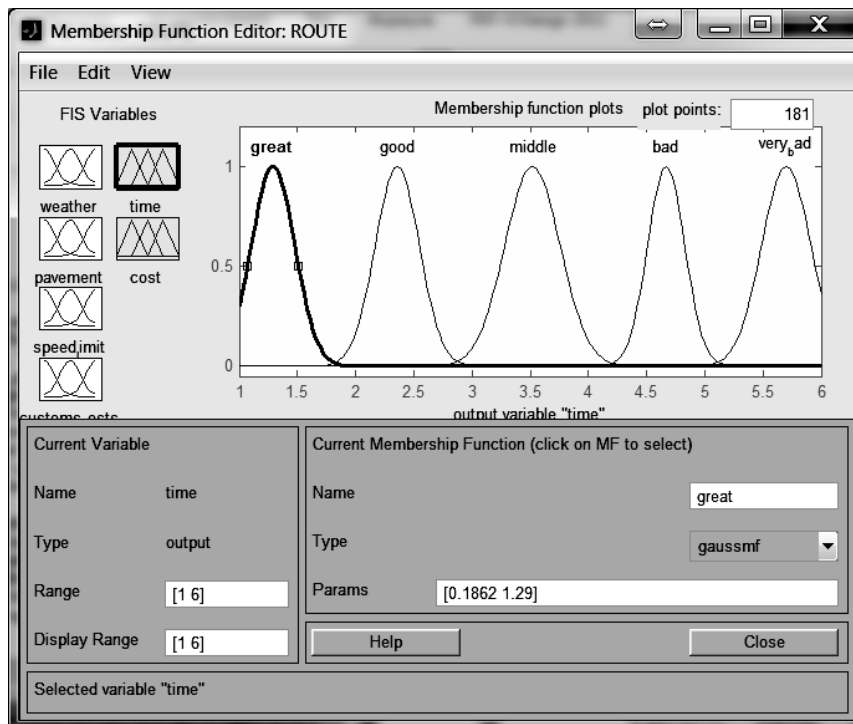 Membership Function Editor: ROUTE
File Edit View
FIS Variables
Membership function plots plot points: 181
great good middle bad very_bad
1
0.5
0
1 1.5 2 2.5 3 3.5 4 4.5 5 5.5 6
output variable "time"
weather time
pavement cost
speed_limit
customs_ests
Current Variable
Name time
Type output
Range [1 6]
Display Range [1 6]
Current Membership Function (click on MF to select)
Name great
Type gaussmf
Params [0.1862 1.29]
Help Close
Selected variable "time"